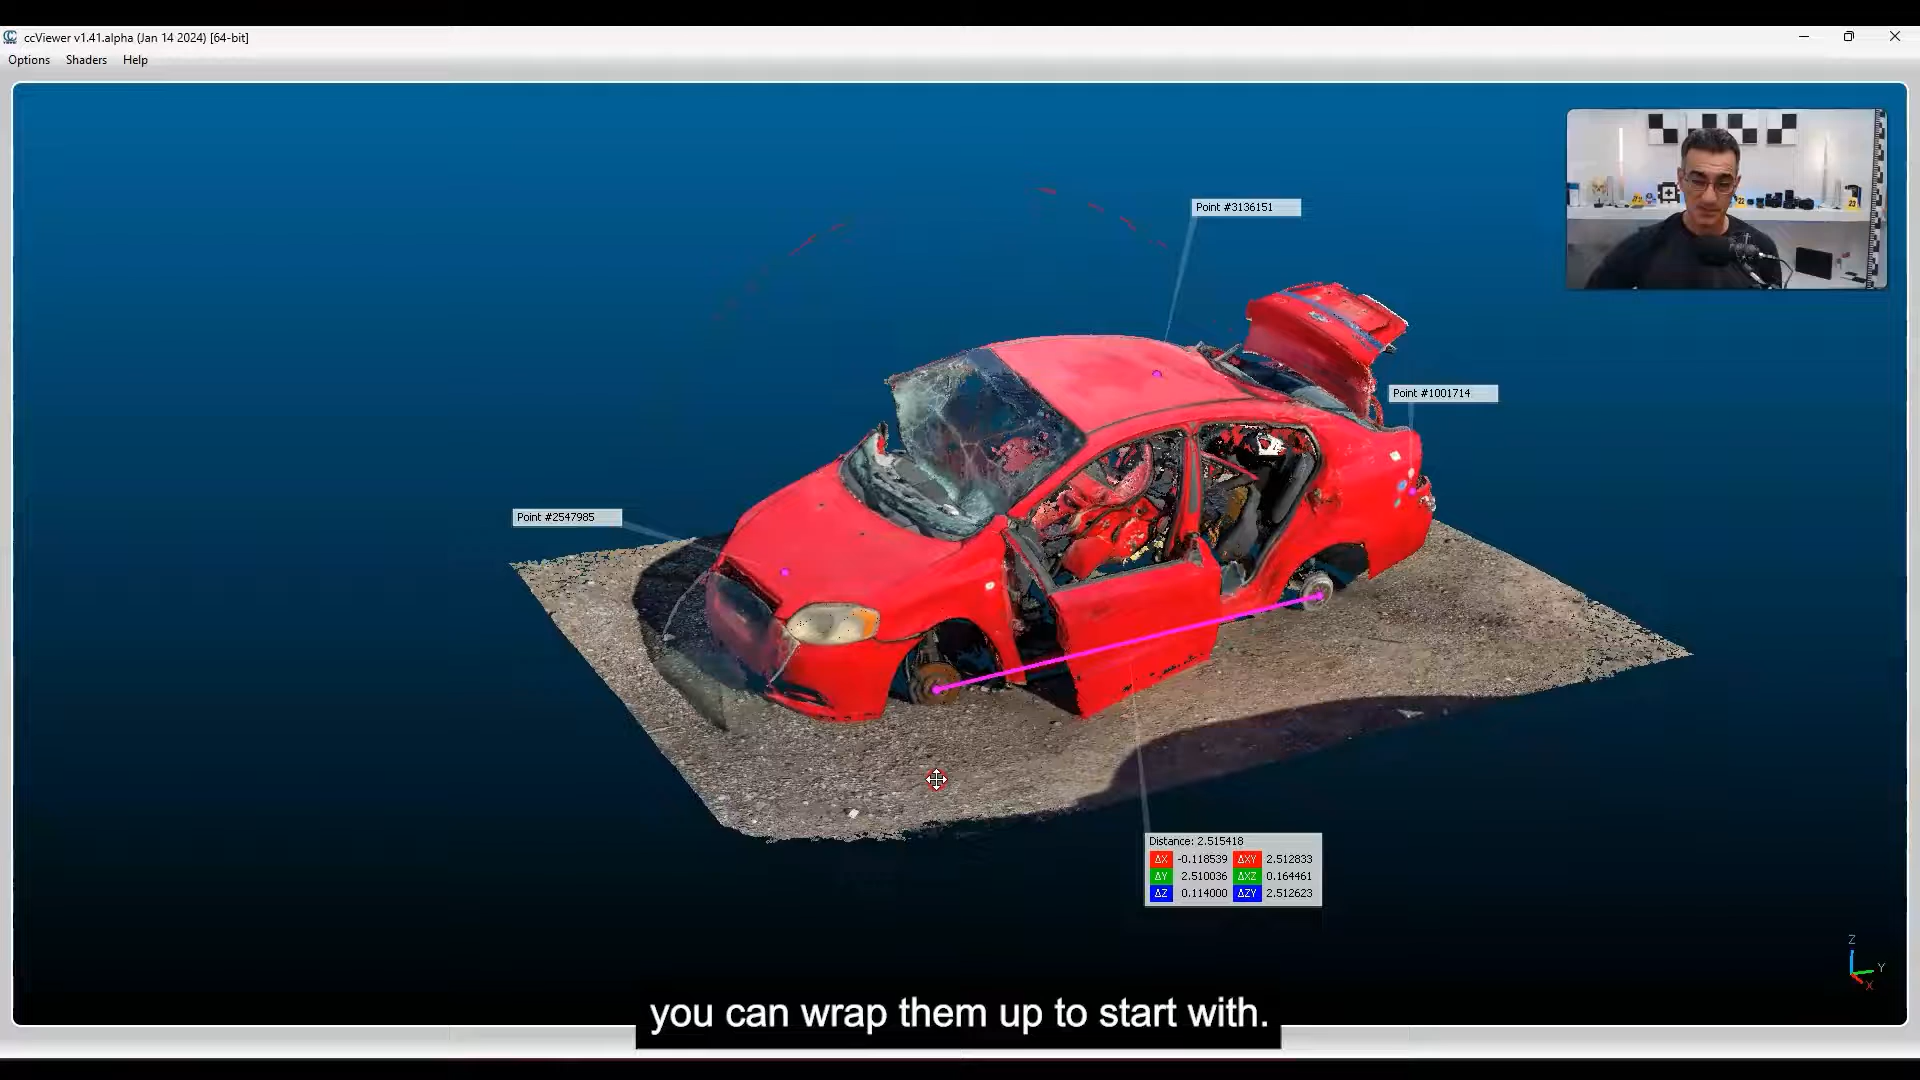 ccViewer v1.41.alpha (Jan 14 2024) [64-bit]
Options Shaders Help
Point #3136151
Point #1001714
Point #2547985
Distance: 2.515418
ΔX -0.118539 ΔXY 2.512833
ΔY 2.510036 ΔXZ 0.164461
ΔZ 0.114000 ΔZY 2.512623
Z
Y
X
you can wrap them up to start with.